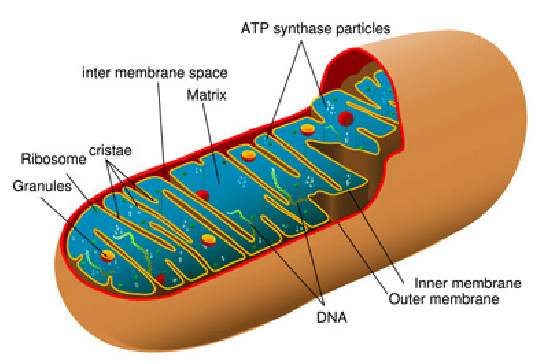 ATP synthase particles
inter membrane space
Matrix
Ribosome
cristae
Granules
Inner membrane
Outer membrane
DNA